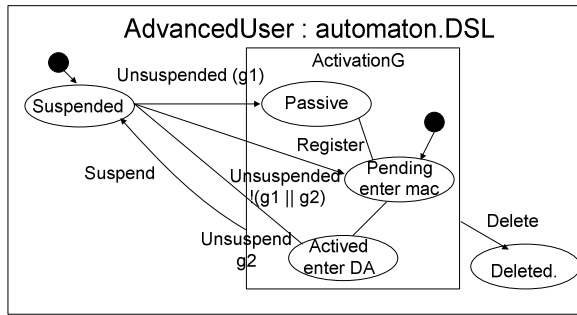 AdvancedUser : automaton.DSL
ActivationG
Unsuspended (g1)
Suspended
Passive
Register
Pending
enter mac
Suspend
Unsuspended
!(g1 || g2)
Unsuspend
g2
Actived
enter DA
Delete
Deleted.